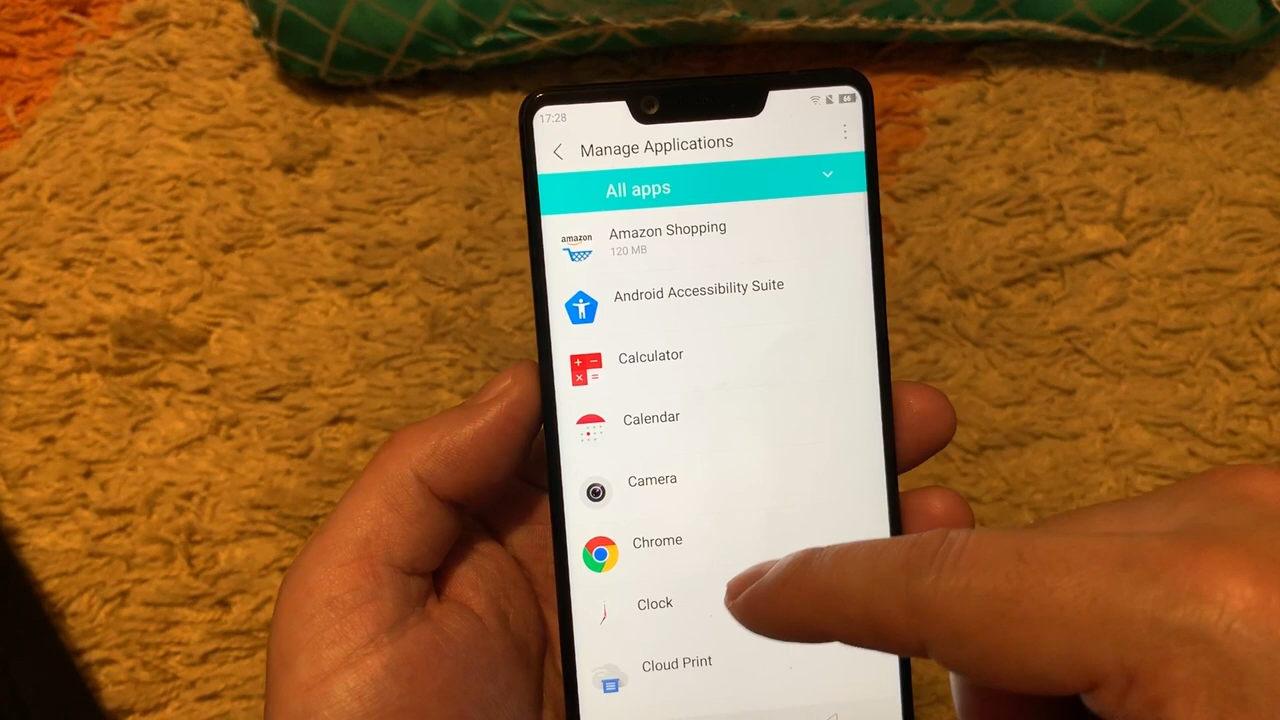 17:28
66
Manage Applications
All apps
amazon
Amazon Shopping
120 MB
Android Accessibility Suite
Calculator
Calendar
Camera
Chrome
Clock
Cloud Print